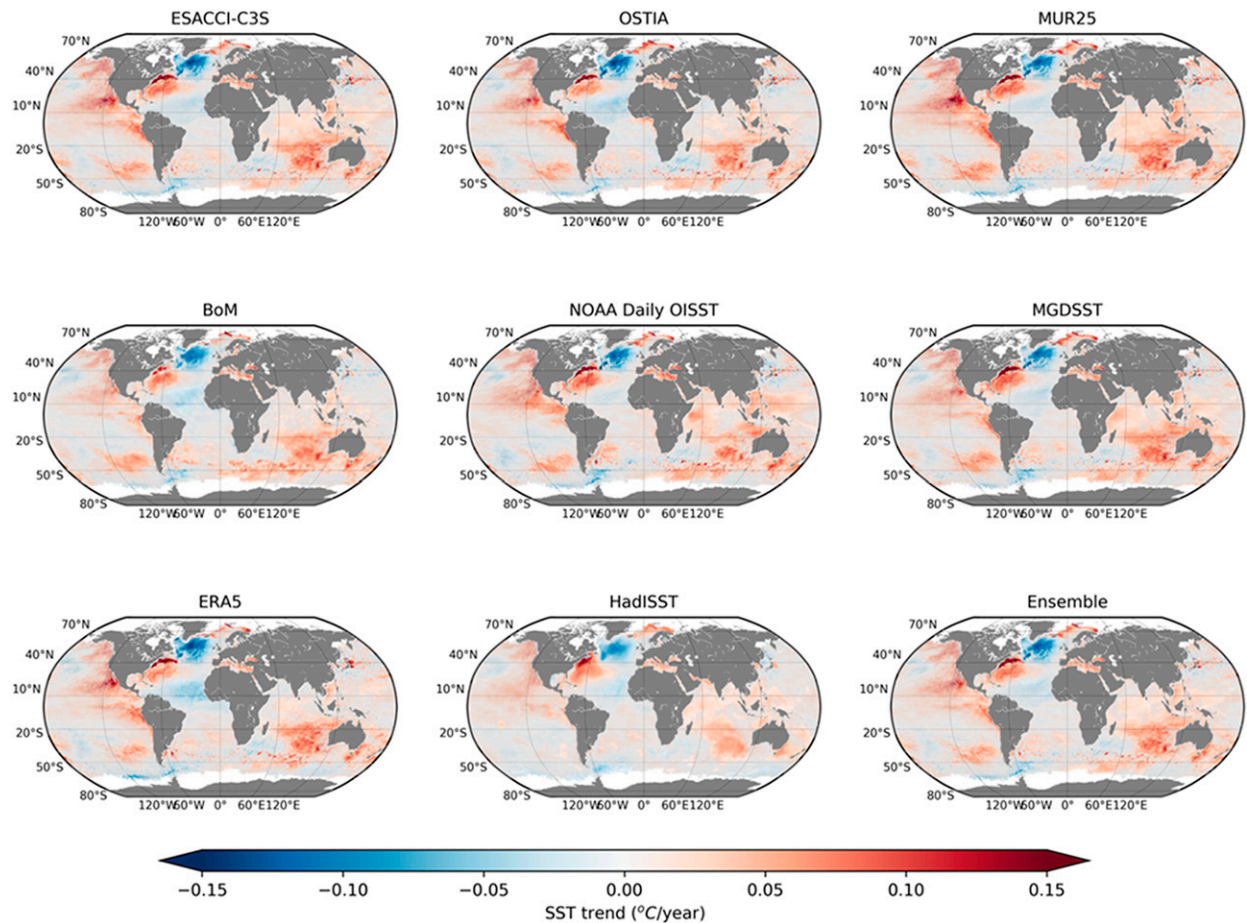 ESACCI-C3S OSTIA MUR25
70°N 70°N 70°N
40°N 40°N 40°N
10°N 10°N 10°N
20°S 20°S 20°S
50°S 50°S 50°S
80°S 80°S 80°S
120°W 60°W 0° 60°E 120°E 120°W 60°W 0° 60°E 120°E 120°W 60°W 0° 60°E 120°E
BoM NOAA Daily OISST MGDSST
70°N 70°N 70°N
40°N 40°N 40°N
10°N 10°N 10°N
20°S 20°S 20°S
50°S 50°S 50°S
80°S 80°S 80°S
120°W 60°W 0° 60°E 120°E 120°W 60°W 0° 60°E 120°E 120°W 60°W 0° 60°E 120°E
ERA5 HadISST Ensemble
70°N 70°N 70°N
40°N 40°N 40°N
10°N 10°N 10°N
20°S 20°S 20°S
50°S 50°S 50°S
80°S 80°S 80°S
120°W 60°W 0° 60°E 120°E 120°W 60°W 0° 60°E 120°E 120°W 60°W 0° 60°E 120°E
−0.15 −0.10 −0.05 0.00 0.05 0.10 0.15
SST trend (°C/year)